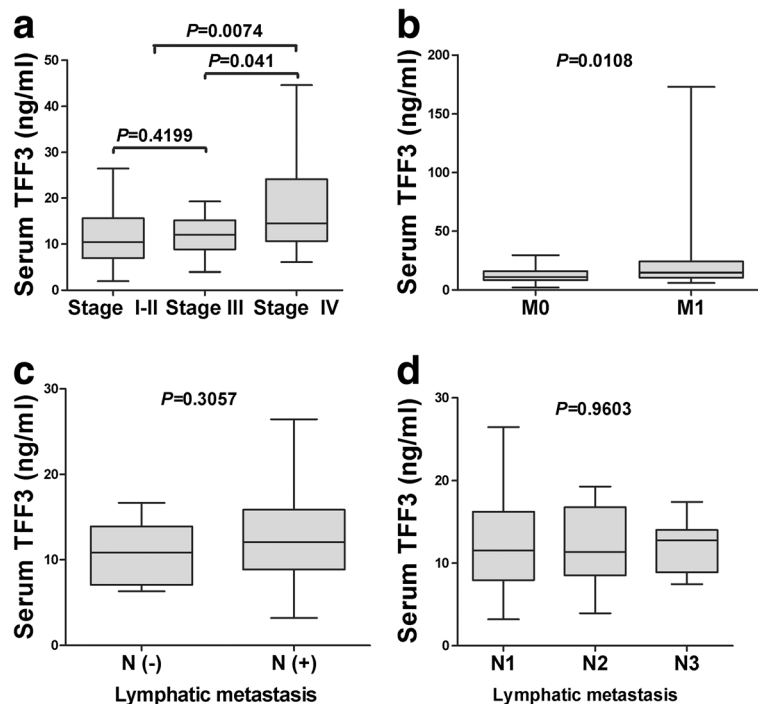 a
P=0.0074
P=0.041
P=0.4199
Serum TFF3 (ng/ml)
50
40
30
20
10
0
Stage I-II Stage III Stage IV
b
P=0.0108
Serum TFF3 (ng/ml)
200
150
100
50
0
M0 M1
c
P=0.3057
Serum TFF3 (ng/ml)
30
20
10
0
N (-) N (+)
Lymphatic metastasis
d
P=0.9603
Serum TFF3 (ng/ml)
30
20
10
0
N1 N2 N3
Lymphatic metastasis